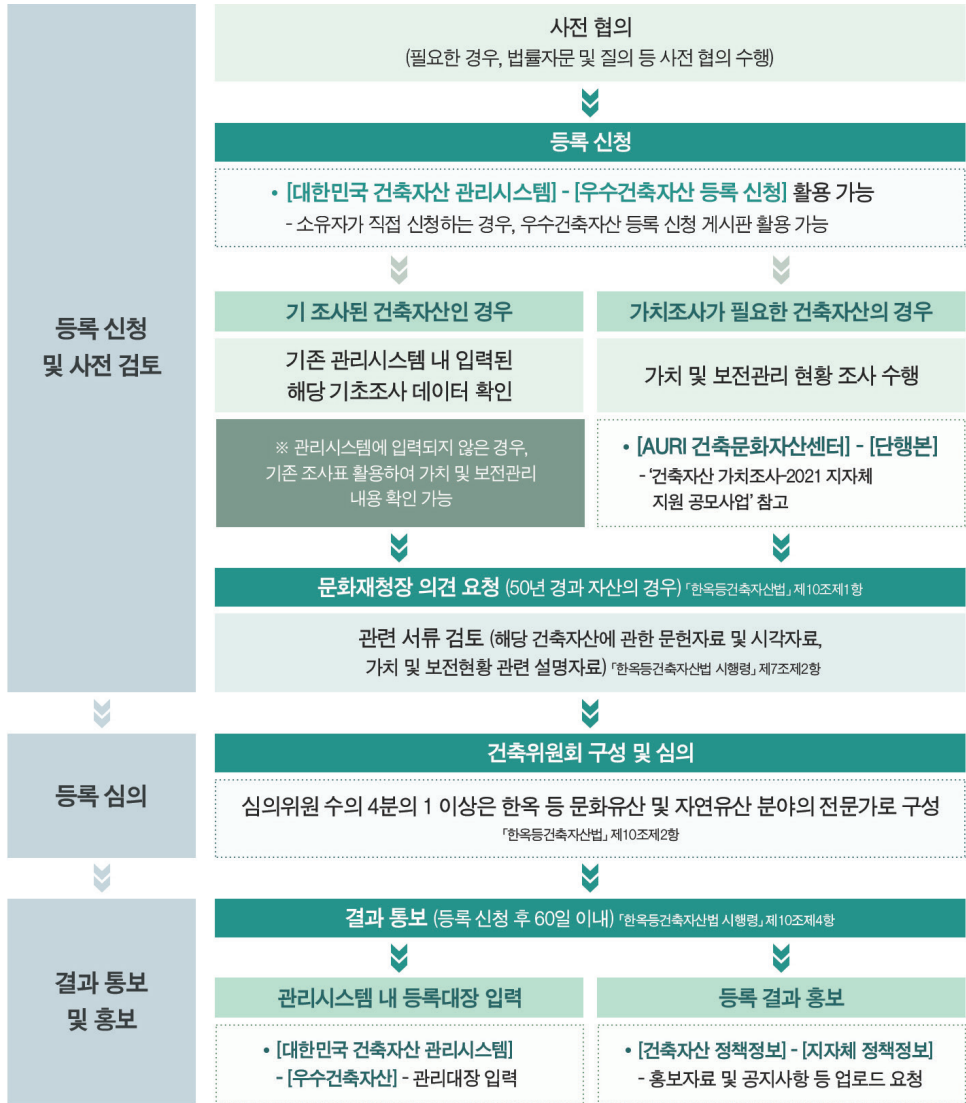 사전 협의
(필요한 경우, 법률자문 및 질의 등 사전 협의 수행)
등록 신청
• [대한민국 건축자산 관리시스템] - [우수건축자산 등록 신청] 활용 가능
- 소유자가 직접 신청하는 경우, 우수건축자산 등록 신청 게시판 활용 가능
등록 신청
및 사전 검토
기 조사된 건축자산인 경우
기존 관리시스템 내 입력된
해당 기초조사 데이터 확인
※ 관리시스템에 입력되지 않은 경우,
기존 조사표 활용하여 가치 및 보전관리
내용 확인 가능
가치조사가 필요한 건축자산의 경우
가치 및 보전관리 현황 조사 수행
• [AURI 건축문화자산센터] - [단행본]
- ‘건축자산 가치조사-2021 지자체
지원 공모사업’ 참고
문화재청장 의견 요청 (50년 경과 자산의 경우) 「한옥등건축자산법」 제10조제1항
관련 서류 검토 (해당 건축자산에 관한 문헌자료 및 시각자료,
가치 및 보전현황 관련 설명자료) 「한옥등건축자산법 시행령」 제7조제2항
등록 심의
건축위원회 구성 및 심의
심의위원 수의 4분의 1 이상은 한옥 등 문화유산 및 자연유산 분야의 전문가로 구성
「한옥등건축자산법」 제10조제2항
결과 통보
및 홍보
결과 통보 (등록 신청 후 60일 이내) 「한옥등건축자산법 시행령」 제10조제4항
관리시스템 내 등록대장 입력
• [대한민국 건축자산 관리시스템]
- [우수건축자산] - 관리대장 입력
등록 결과 홍보
• [건축자산 정책정보] - [지자체 정책정보]
- 홍보자료 및 공지사항 등 업로드 요청